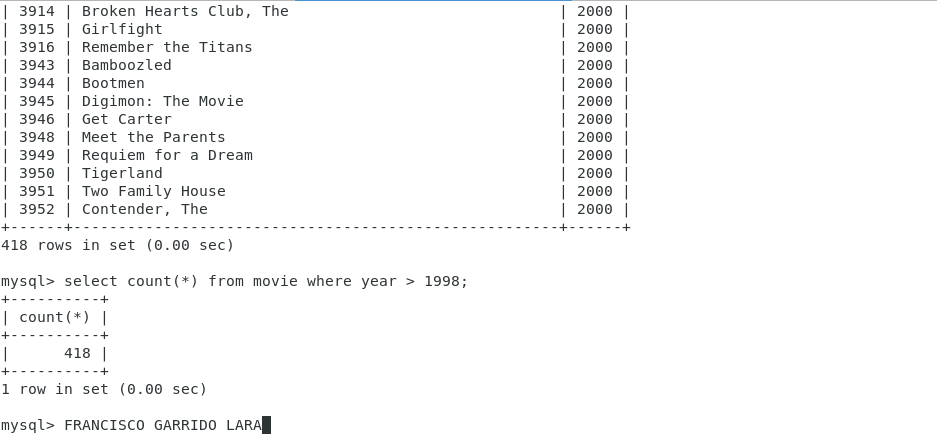 | 3914 | Broken Hearts Club, The                              | 2000 |
| 3915 | Girlfight                                            | 2000 |
| 3916 | Remember the Titans                                  | 2000 |
| 3943 | Bamboozled                                           | 2000 |
| 3944 | Bootmen                                              | 2000 |
| 3945 | Digimon: The Movie                                   | 2000 |
| 3946 | Get Carter                                           | 2000 |
| 3948 | Meet the Parents                                     | 2000 |
| 3949 | Requiem for a Dream                                  | 2000 |
| 3950 | Tigerland                                            | 2000 |
| 3951 | Two Family House                                     | 2000 |
| 3952 | Contender, The                                       | 2000 |
+------+------------------------------------------------------+------+
418 rows in set (0.00 sec)
mysql> select count(*) from movie where year > 1998;
+----------+
| count(*) |
+----------+
|      418 |
+----------+
1 row in set (0.00 sec)
mysql> FRANCISCO GARRIDO LARA